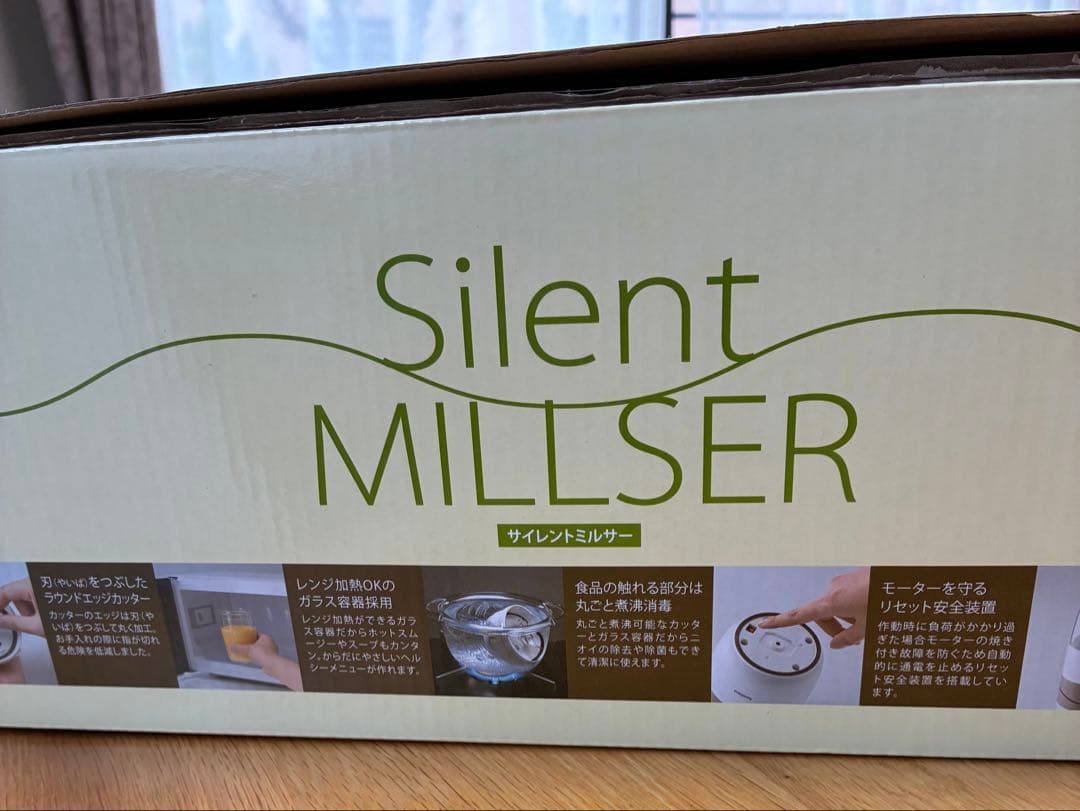 Silent
MILLSER
サイレントミルサー
刃(やいば)をつぶした
ラウンドエッジカッター
カッターのエッジは刃(や
いば)をつぶして丸く加工。
お手入れの際に指が切れ
る危険を低減しました。
レンジ加熱OKの
ガラス容器採用
レンジ加熱ができるガラ
ス容器だからホットスム
ージーやスープもカンタ
ン。からだにやさしいヘル
シーメニューが作れます。
食品の触れる部分は
丸ごと煮沸消毒
丸ごと煮沸可能なカッタ
ーとガラス容器だからニ
オイの除去や除菌もでき
て清潔に使えます。
モーターを守る
リセット安全装置
作動時に負荷がかかり過
ぎた場合モーターの焼き
付き故障を防ぐため自動
的に通電を止めるリセッ
ト安全装置を搭載してい
ます。